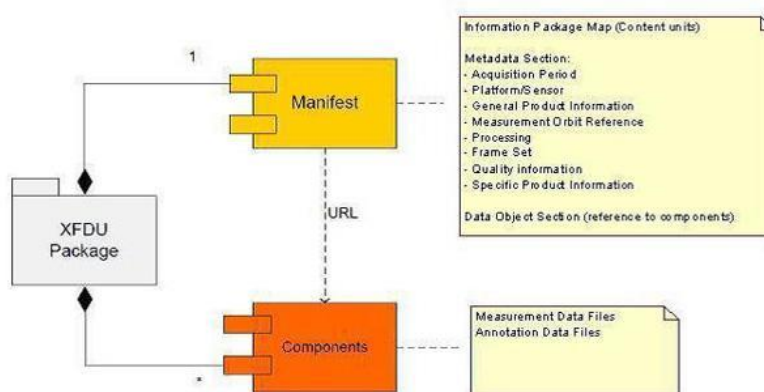 1
Manifest
Information Package Map (Content units)
Metadata Section:
- Acquisition Period
- Platform/Sensor
- General Product Information
- Measurement Orbit Reference
- Processing
- Frame Set
- Quality information
- Specific Product Information
Data Object Section (reference to components)
XFDU
Package
URL
Components
*
Measurement Data Files
Annotation Data Files